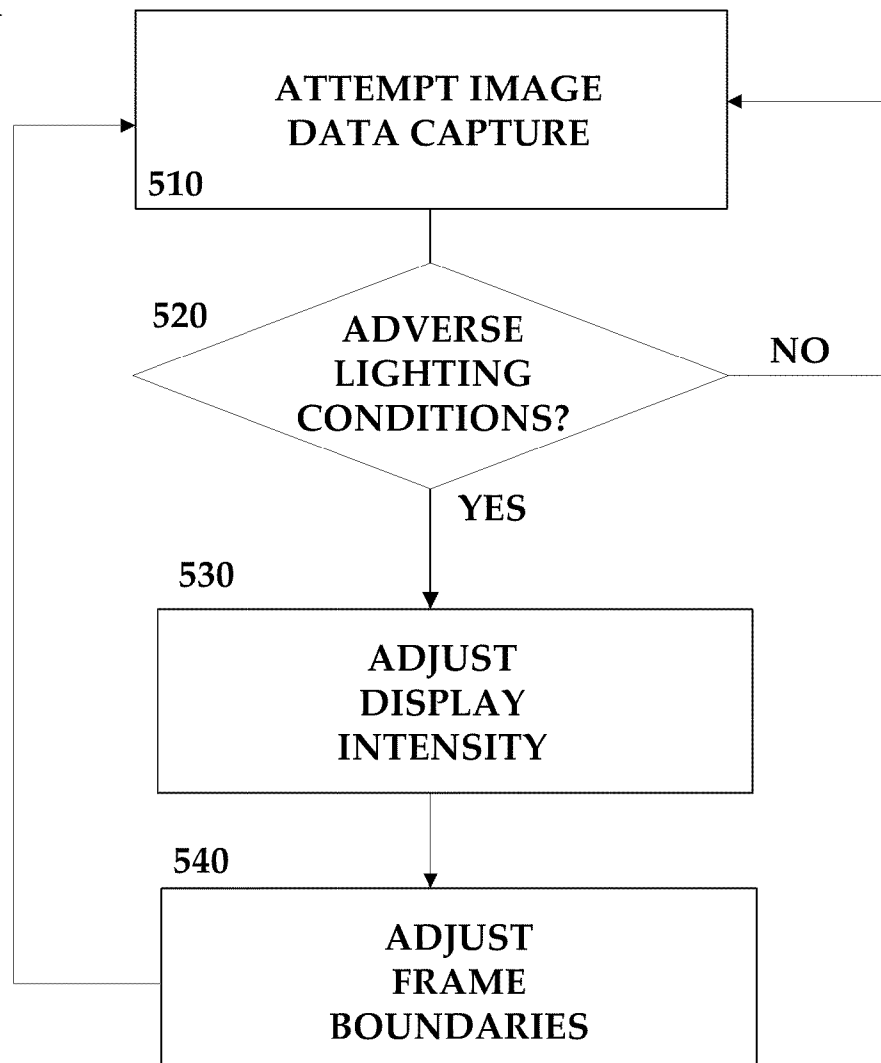 ATTEMPT IMAGE
DATA CAPTURE
510
520
ADVERSE
LIGHTING
CONDITIONS?
NO
YES
530
ADJUST
DISPLAY
INTENSITY
540
ADJUST
FRAME
BOUNDARIES